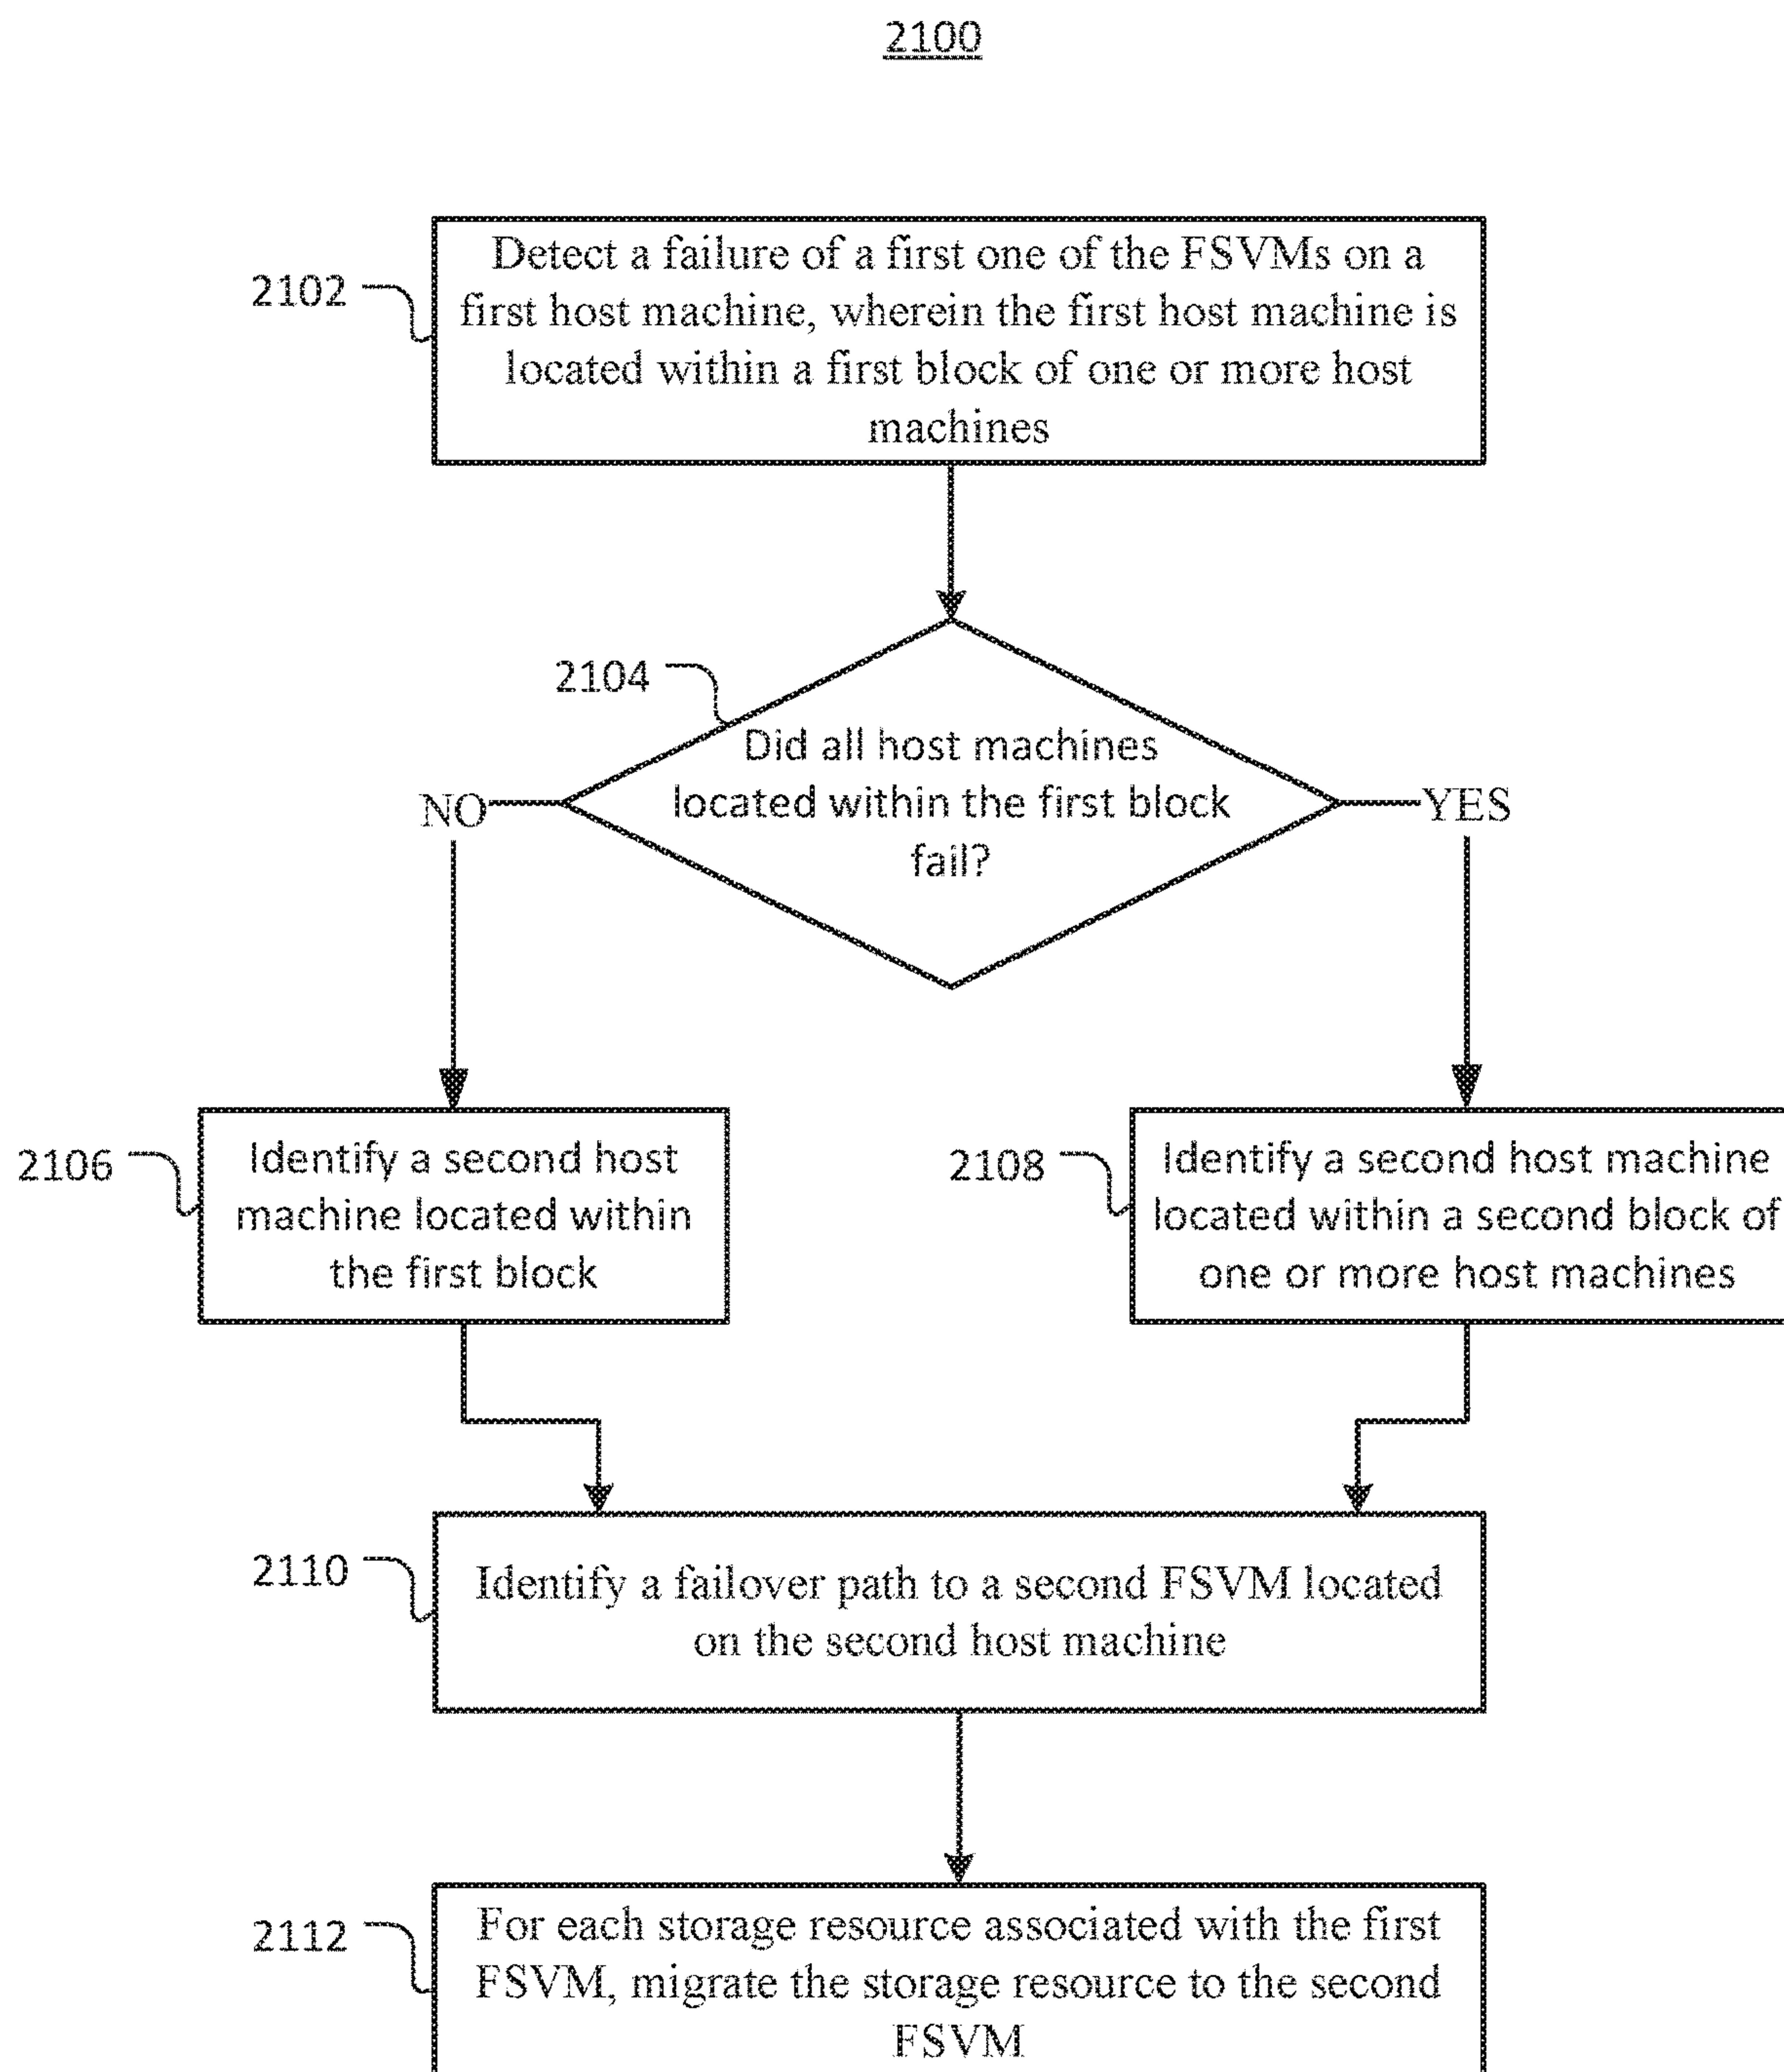 2100
2102
Detect a failure of a first one of the FSVMs on a
first host machine, wherein the first host machine is
located within a first block of one or more host
machines
2104
Did all host machines
located within the first block
fail?
NO
YES
2106
Identify a second host
machine located within
the first block
2108
Identify a second host machine
located within a second block of
one or more host machines
2110
Identify a failover path to a second FSVM located
on the second host machine
2112
For each storage resource associated with the first
FSVM, migrate the storage resource to the second
FSVM